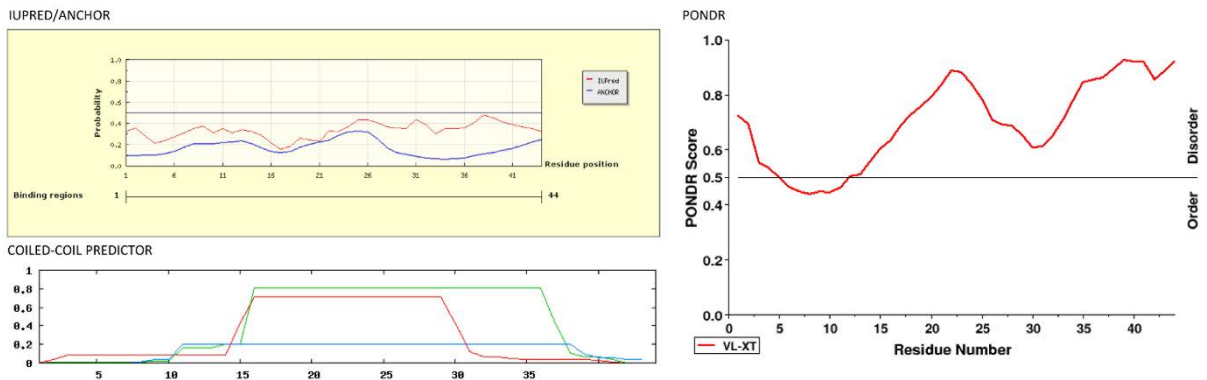 IUPRED/ANCHOR
1.0
0.8
0.6
0.4
0.2
0.0
Probability
1 6 11 16 21 26 31 36 41
Residue position
IUPred
ANCHOR
Binding regions 1 44
COILED-COIL PREDICTOR
1
0.8
0.6
0.4
0.2
0
5 10 15 20 25 30 35
PONDR
1.0
0.8
0.6
0.5
0.4
0.2
0.0
PONDR Score
Disorder
Order
0 5 10 15 20 25 30 35 40
VL-XT
Residue Number